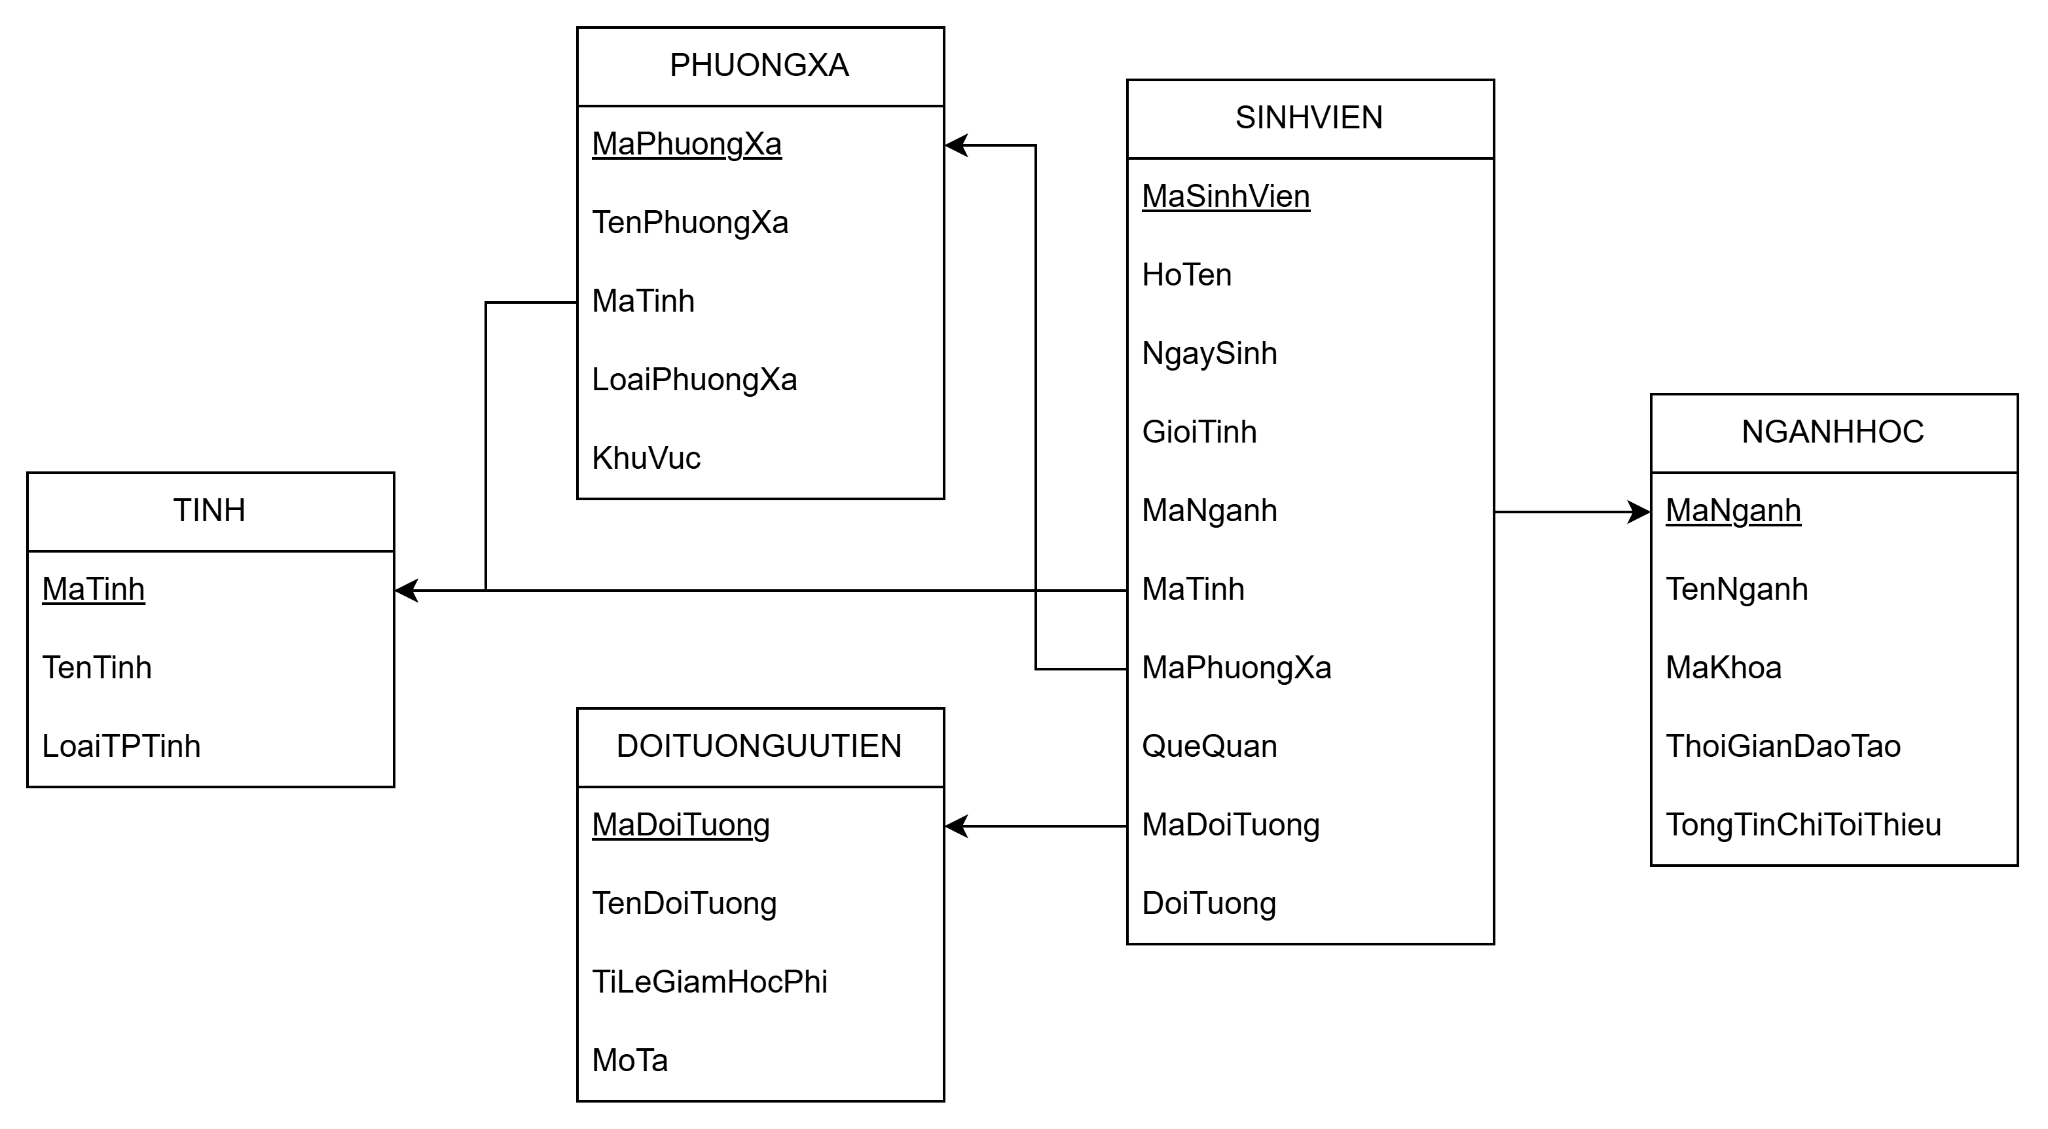 PHUONGXA
MaPhuongXa
TenPhuongXa
MaTinh
LoaiPhuongXa
KhuVuc
SINHVIEN
MaSinhVien
HoTen
NgaySinh
GioiTinh
MaNganh
MaTinh
MaPhuongXa
QueQuan
MaDoiTuong
DoiTuong
NGANHHOC
MaNganh
TenNganh
MaKhoa
ThoiGianDaoTao
TongTinChiToiThieu
TINH
MaTinh
TenTinh
LoaiTPTinh
DOITUONGUUTIEN
MaDoiTuong
TenDoiTuong
TiLeGiamHocPhi
MoTa